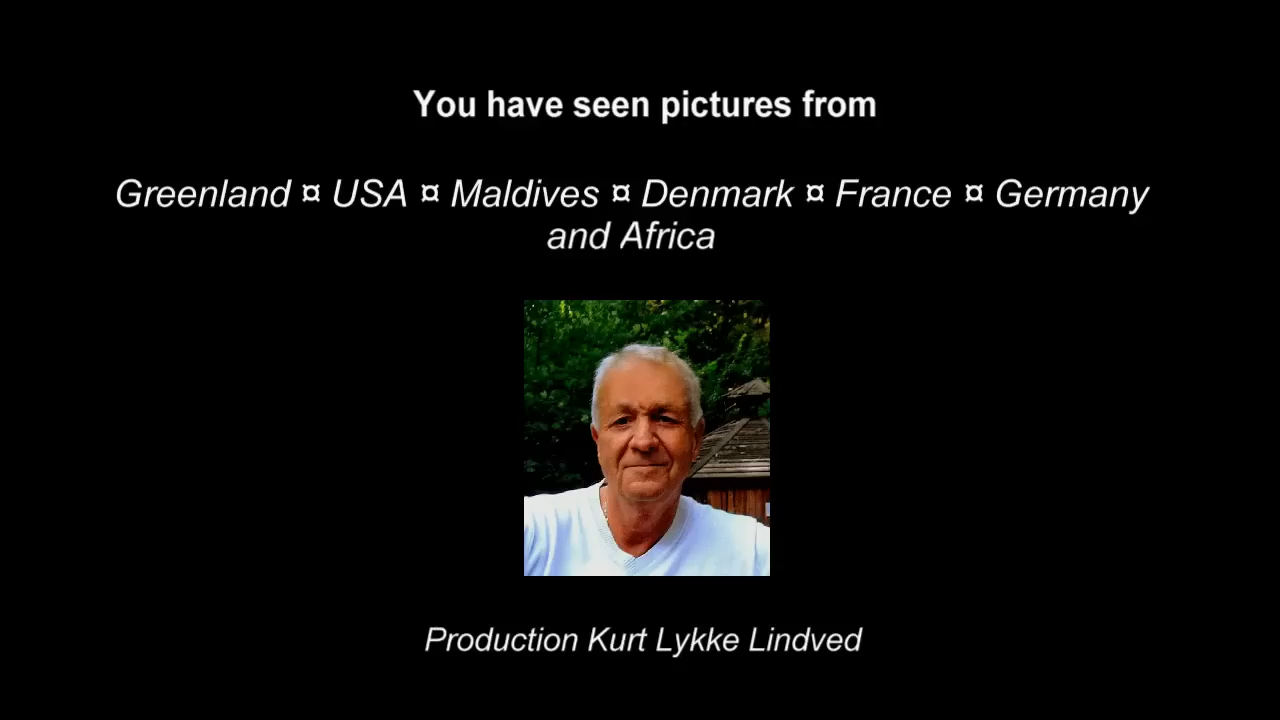 You have seen pictures from
Greenland ¤ USA ¤ Maldives ¤ Denmark ¤ France ¤ Germany
and Africa
Production Kurt Lykke Lindved